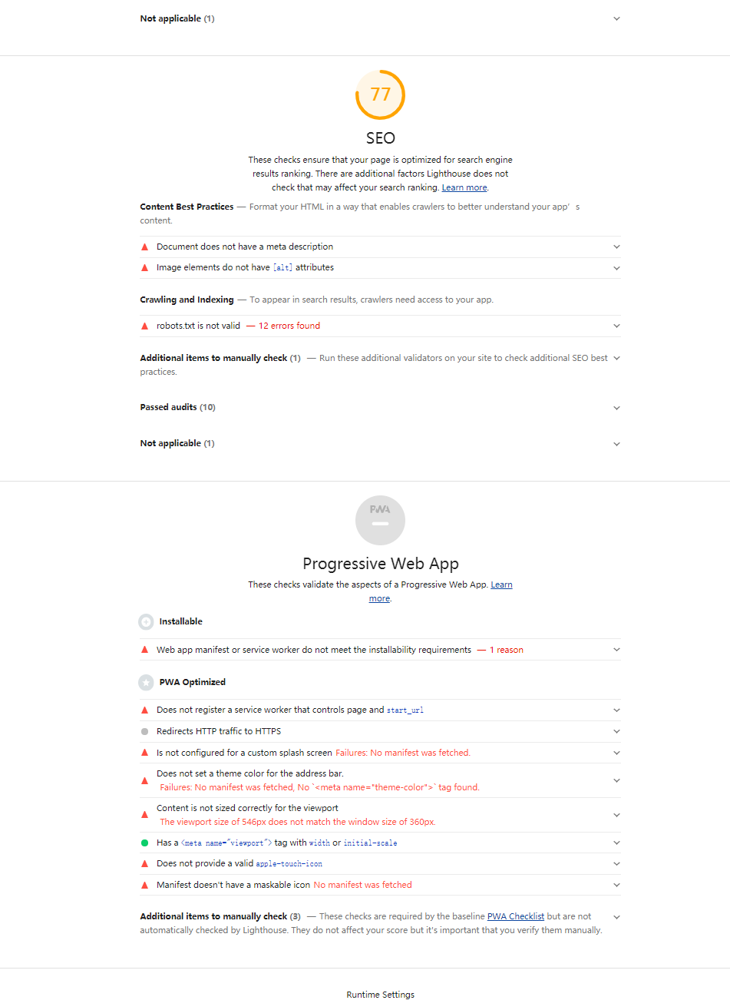 Not applicable (1)
77
SEO
These checks ensure that your page is optimized for search engine
results ranking. There are additional factors Lighthouse does not
check that may affect your search ranking. Learn more.
Content Best Practices — Format your HTML in a way that enables crawlers to better understand your app’s
content.
Document does not have a meta description
Image elements do not have [alt] attributes
Crawling and Indexing — To appear in search results, crawlers need access to your app.
robots.txt is not valid — 12 errors found
Additional items to manually check (1) — Run these additional validators on your site to check additional SEO best
practices.
Passed audits (10)
Not applicable (1)
PWA
Progressive Web App
These checks validate the aspects of a Progressive Web App. Learn
more.
Installable
Web app manifest or service worker do not meet the installability requirements — 1 reason
PWA Optimized
Does not register a service worker that controls page and start_url
Redirects HTTP traffic to HTTPS
Is not configured for a custom splash screen Failures: No manifest was fetched.
Does not set a theme color for the address bar.
Failures: No manifest was fetched, No `<meta name="theme-color">` tag found.
Content is not sized correctly for the viewport
The viewport size of 546px does not match the window size of 360px.
Has a <meta name="viewport"> tag with width or initial-scale
Does not provide a valid apple-touch-icon
Manifest doesn't have a maskable icon No manifest was fetched
Additional items to manually check (3) — These checks are required by the baseline PWA Checklist but are not
automatically checked by Lighthouse. They do not affect your score but it's important that you verify them manually.
Runtime Settings